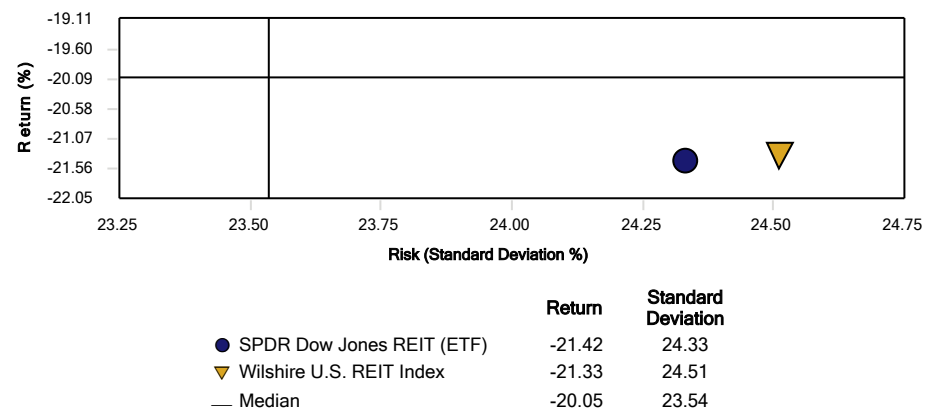 -19.11
-19.60
-20.09
-20.58
-21.07
-21.56
-22.05
Return (%)
23.25 23.50 23.75 24.00 24.25 24.50 24.75
Risk (Standard Deviation %)
Return Standard Deviation
SPDR Dow Jones REIT (ETF) -21.42 24.33
Wilshire U.S. REIT Index -21.33 24.51
Median -20.05 23.54